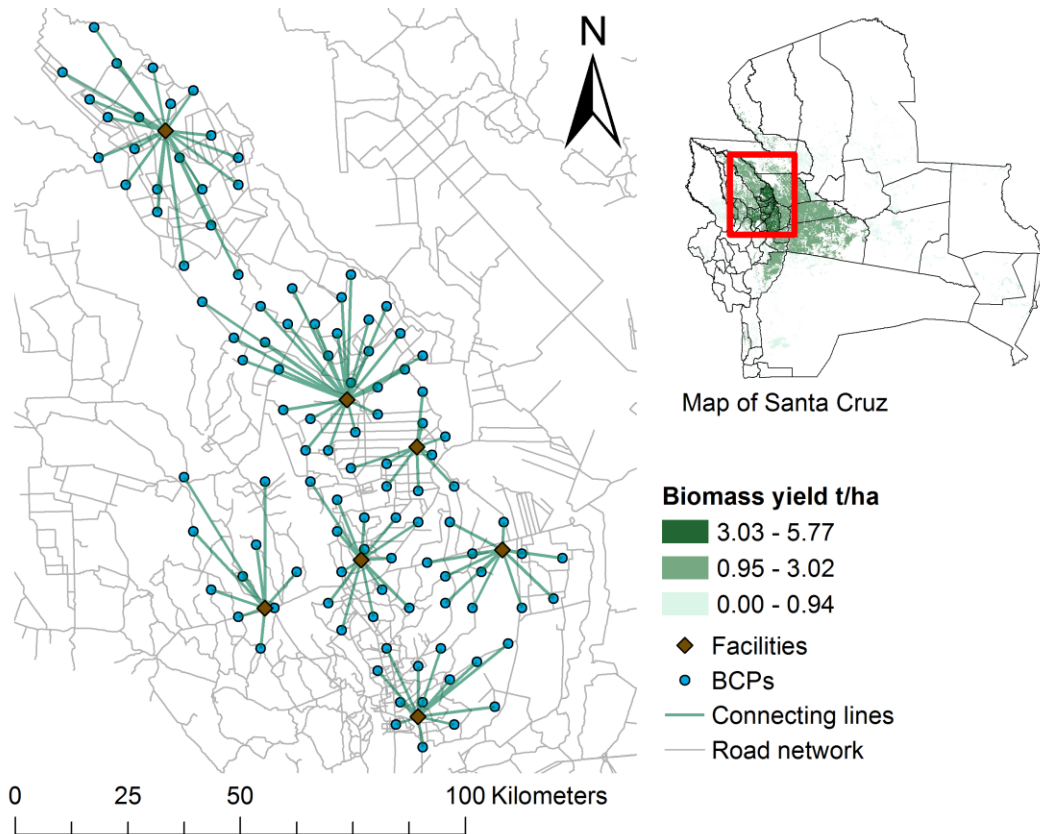 N
Map of Santa Cruz
Biomass yield t/ha
3.03 - 5.77
0.95 - 3.02
0.00 - 0.94
Facilities
BCPs
Connecting lines
Road network
0 25 50 100 Kilometers